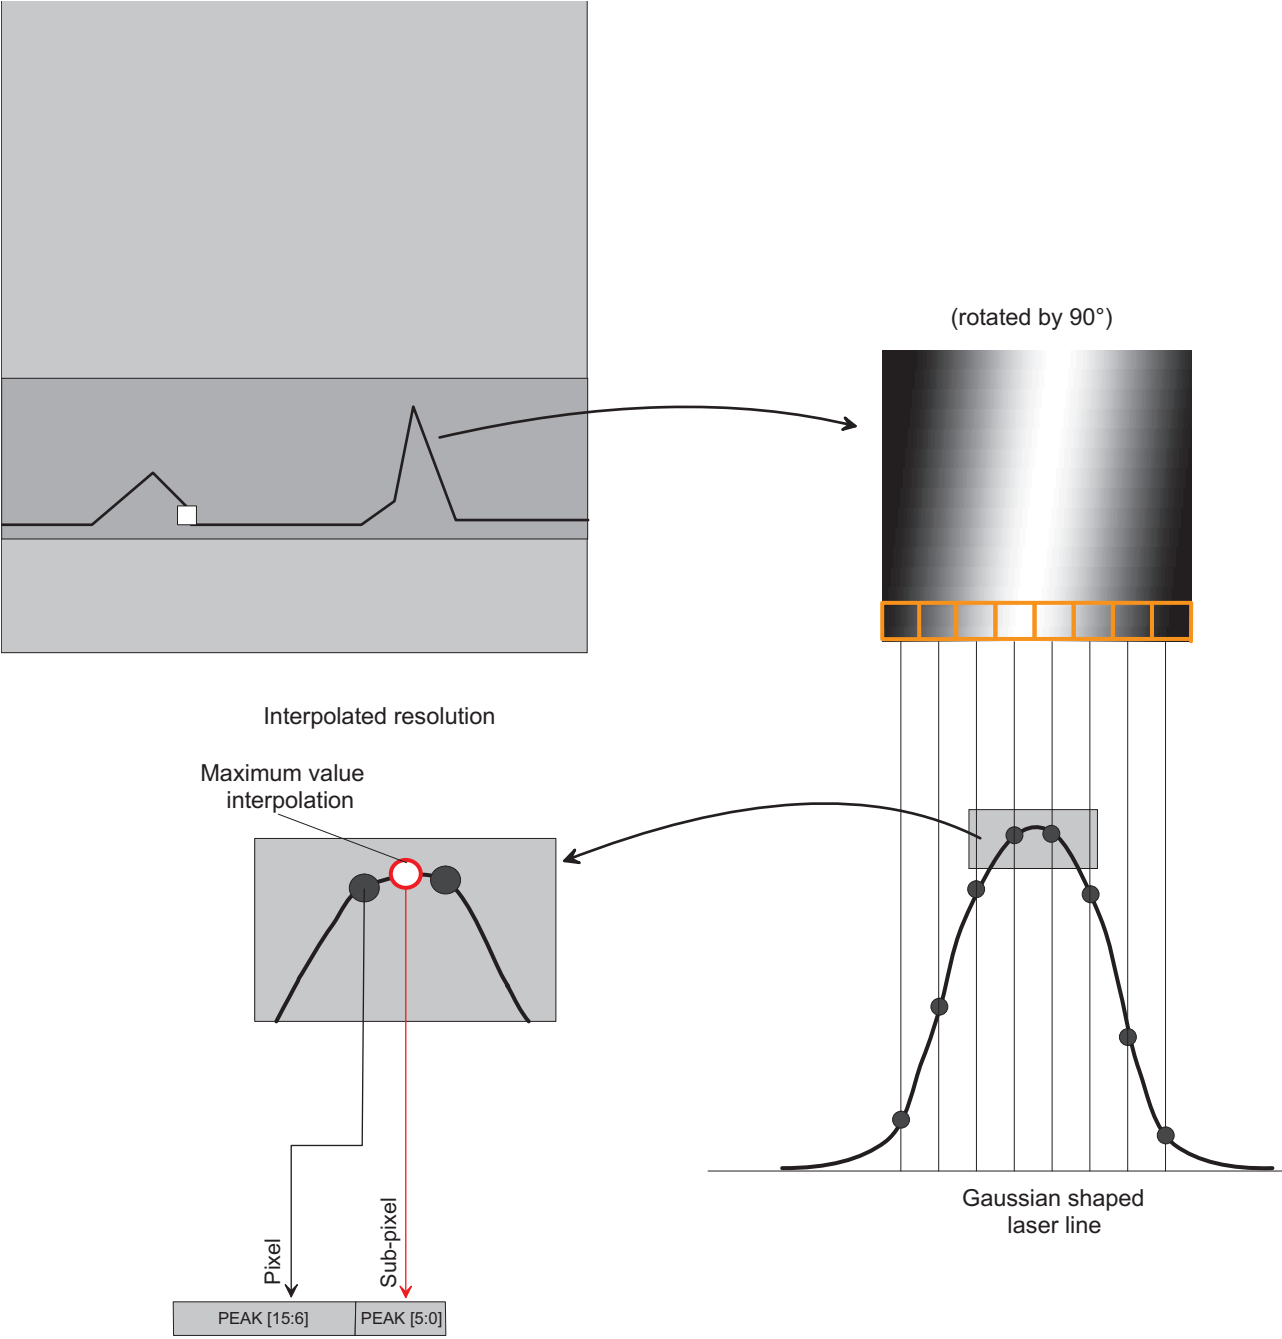 (rotated by 90°)
Interpolated resolution
Maximum value
interpolation
Gaussian shaped
laser line
Pixel
Sub-pixel
PEAK [15:6]
PEAK [5:0]